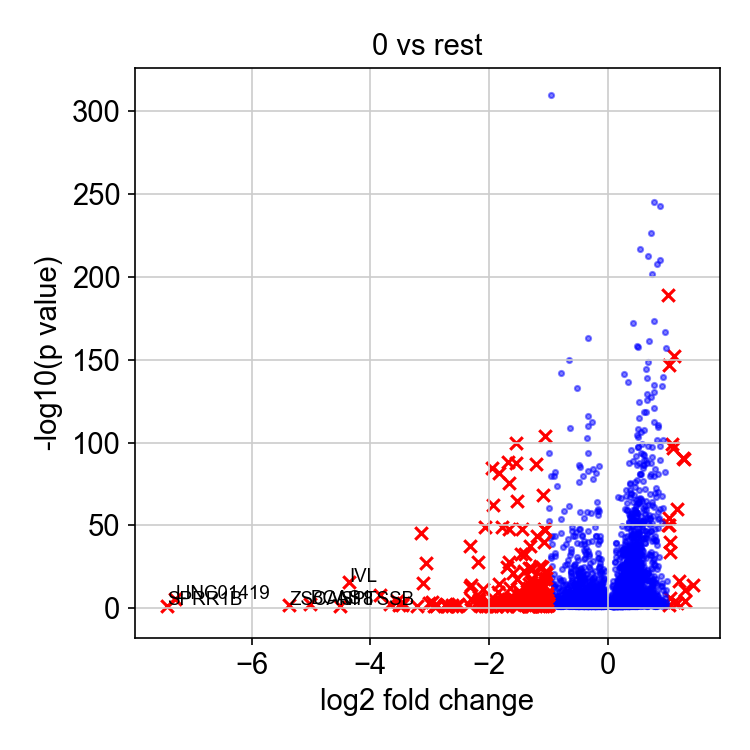 0 vs rest
300
250
200
150
100
50
0
-log10(p value)
IVL
LINC01419
SPRR1B
−6
−4
−2
0
log2 fold change